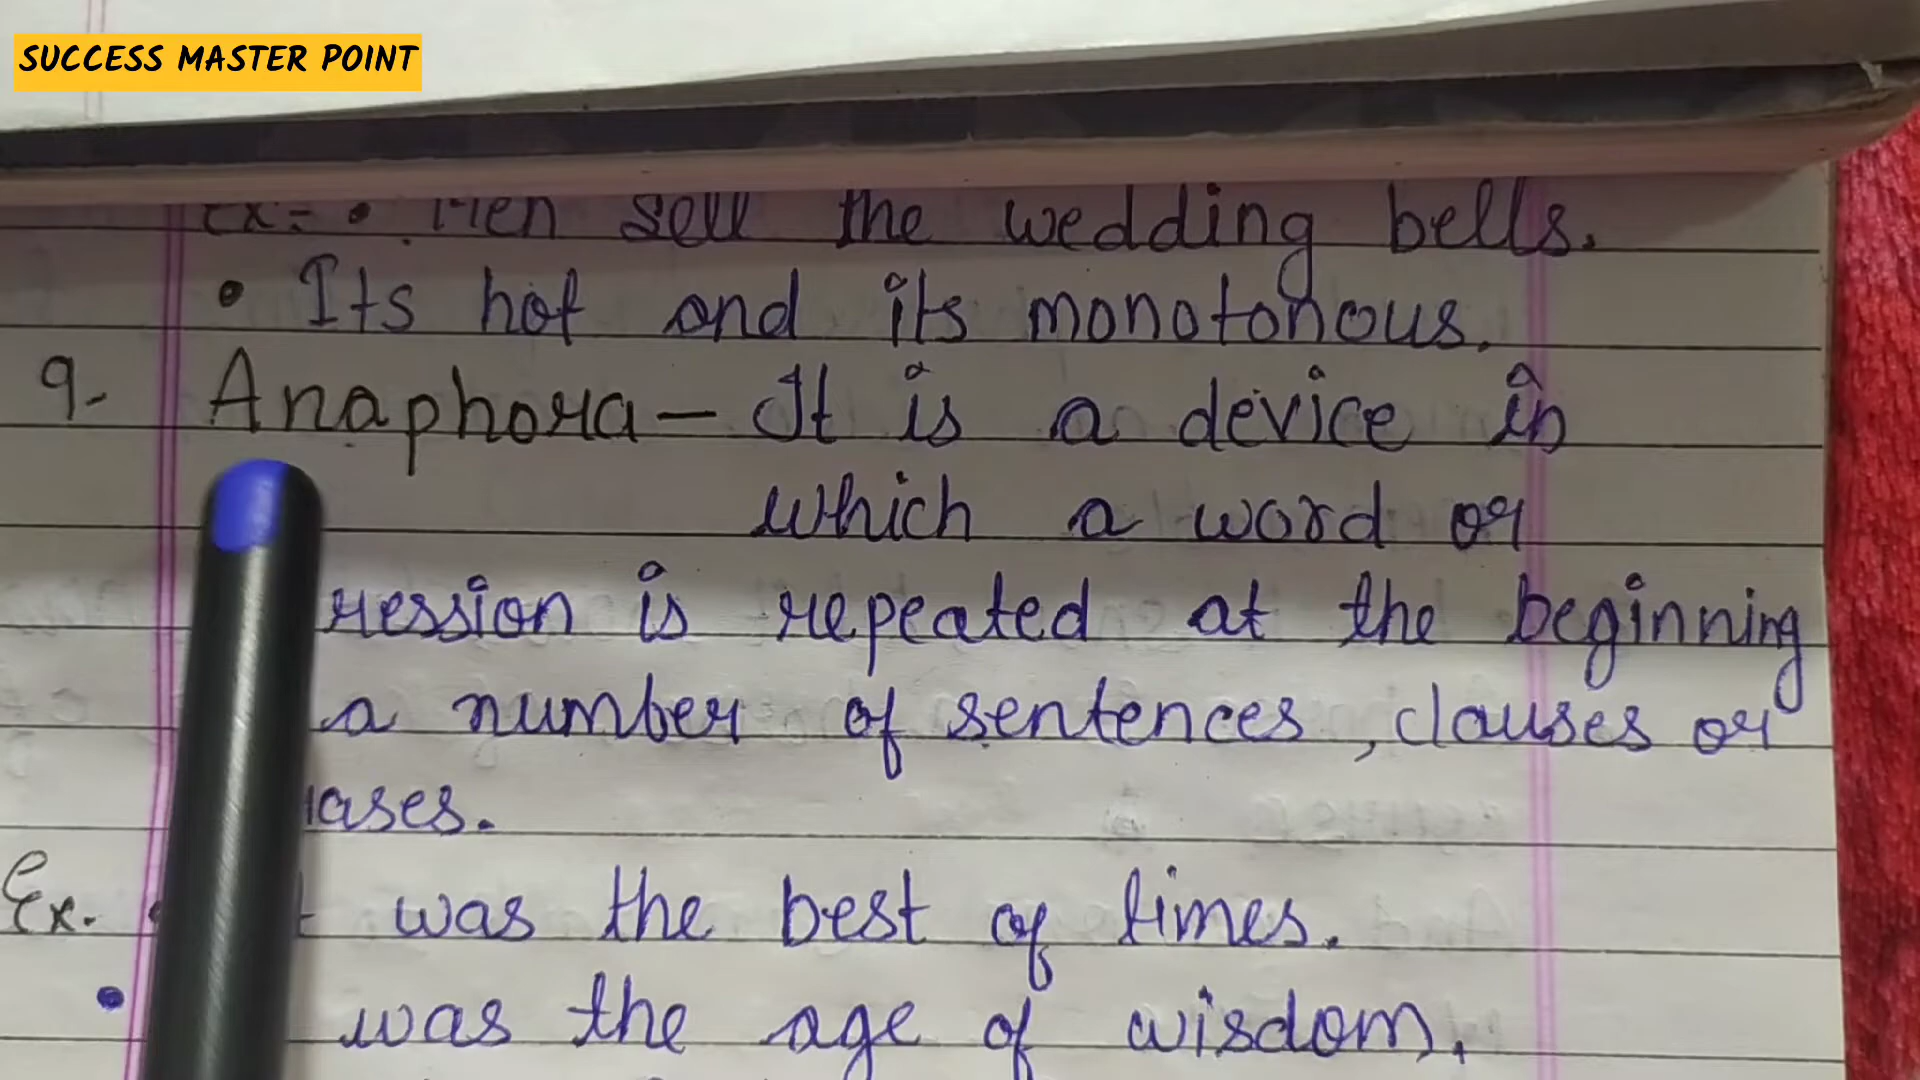 SUCCESS MASTER POINT
Ex:- • Men sell the wedding bells.
• Its hot and its monotonous.
9- Anaphora - It is a device in
which a word or
ression is repeated at the beginning
a number of sentences, clauses or
ases.
Ex. was the best of times.
• was the age of wisdom.